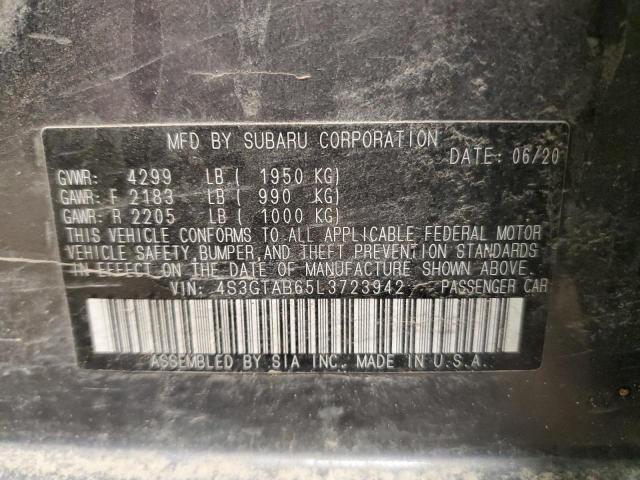 MFD BY SUBARU CORPORATION
DATE: 06/20
GVWR: 4299 LB ( 1950 KG)
GAWR: F 2183 LB ( 990 KG)
GAWR: R 2205 LB ( 1000 KG)
THIS VEHICLE CONFORMS TO ALL APPLICABLE FEDERAL MOTOR
VEHICLE SAFETY, BUMPER, AND THEFT PREVENTION STANDARDS
IN EFFECT ON THE DATE OF MANUFACTURE SHOWN ABOVE.
VIN: 4S3GTAB65L3723942 PASSENGER CAR
ASSEMBLED BY SIA INC., MADE IN U.S.A.